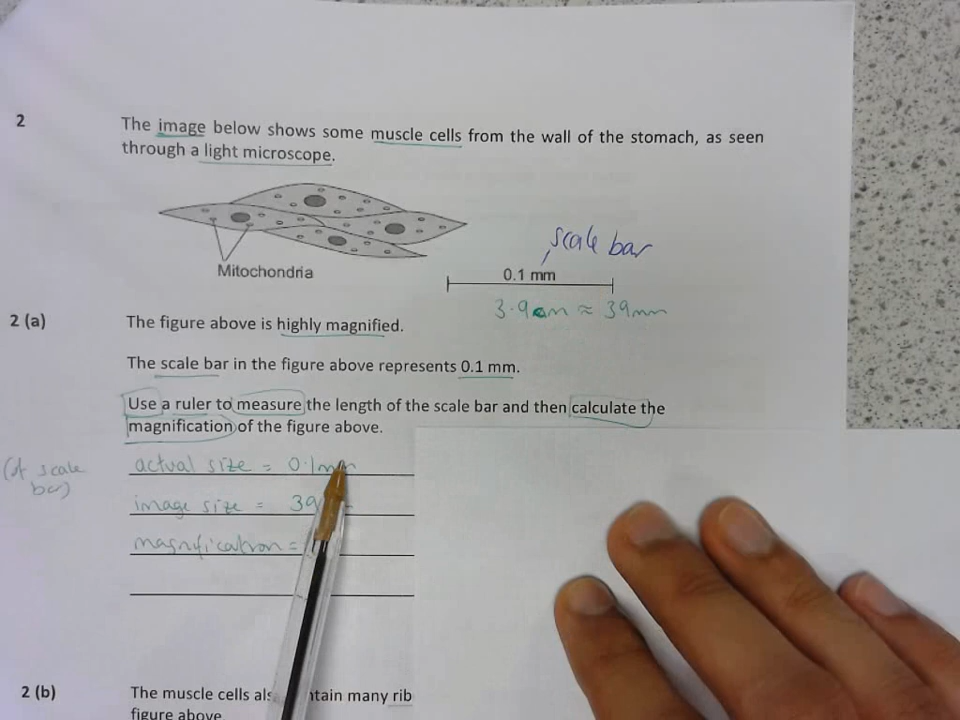 2 The image below shows some muscle cells from the wall of the stomach, as seen
through a light microscope.
scale bar
Mitochondria
0.1 mm
3.9cm ≈ 39mm
2 (a) The figure above is highly magnified.
The scale bar in the figure above represents 0.1 mm.
Use a ruler to measure the length of the scale bar and then calculate the
magnification of the figure above.
(of scale
bar)
actual size = 0.1mm
image size = 39
magnification =
2 (b) The muscle cells als ntain many rib
figure above